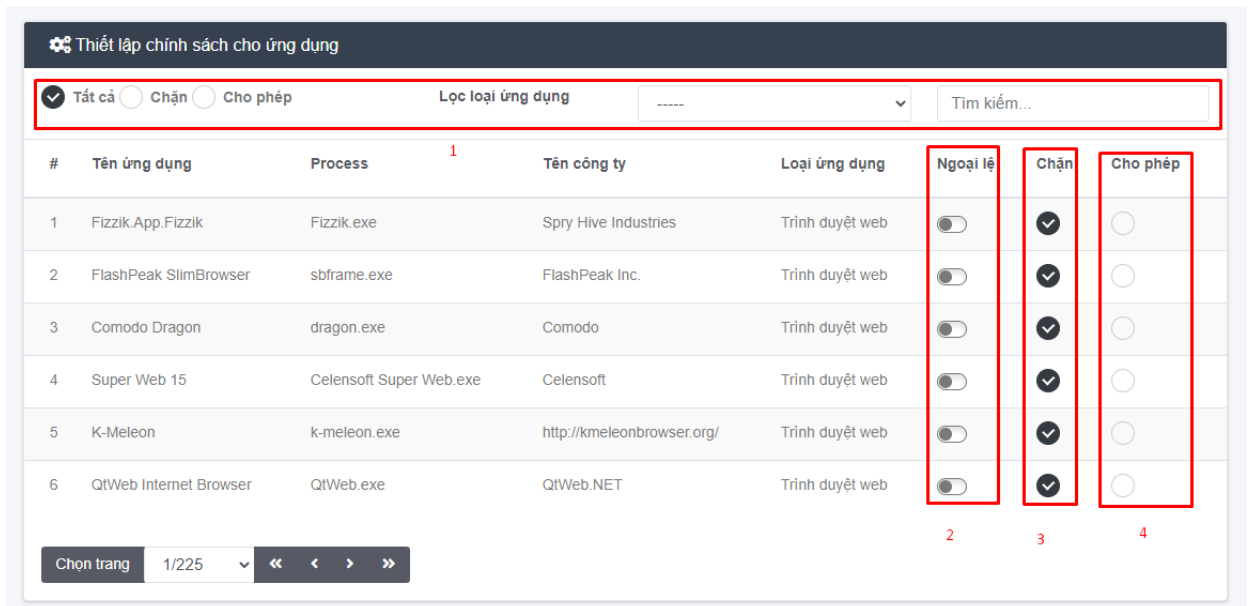 Thiết lập chính sách cho ứng dụng
Tất cả Chặn Cho phép Lọc loại ứng dụng ----- Tìm kiếm...
1
# Tên ứng dụng Process Tên công ty Loại ứng dụng Ngoại lệ Chặn Cho phép
1 Fizzik.App.Fizzik Fizzik.exe Spry Hive Industries Trình duyệt web
2 FlashPeak SlimBrowser sbframe.exe FlashPeak Inc. Trình duyệt web
3 Comodo Dragon dragon.exe Comodo Trình duyệt web
4 Super Web 15 Celensoft Super Web.exe Celensoft Trình duyệt web
5 K-Meleon k-meleon.exe http://kmeleonbrowser.org/ Trình duyệt web
6 QtWeb Internet Browser QtWeb.exe QtWeb.NET Trình duyệt web
2 3 4
Chọn trang 1/225 « ‹ › »